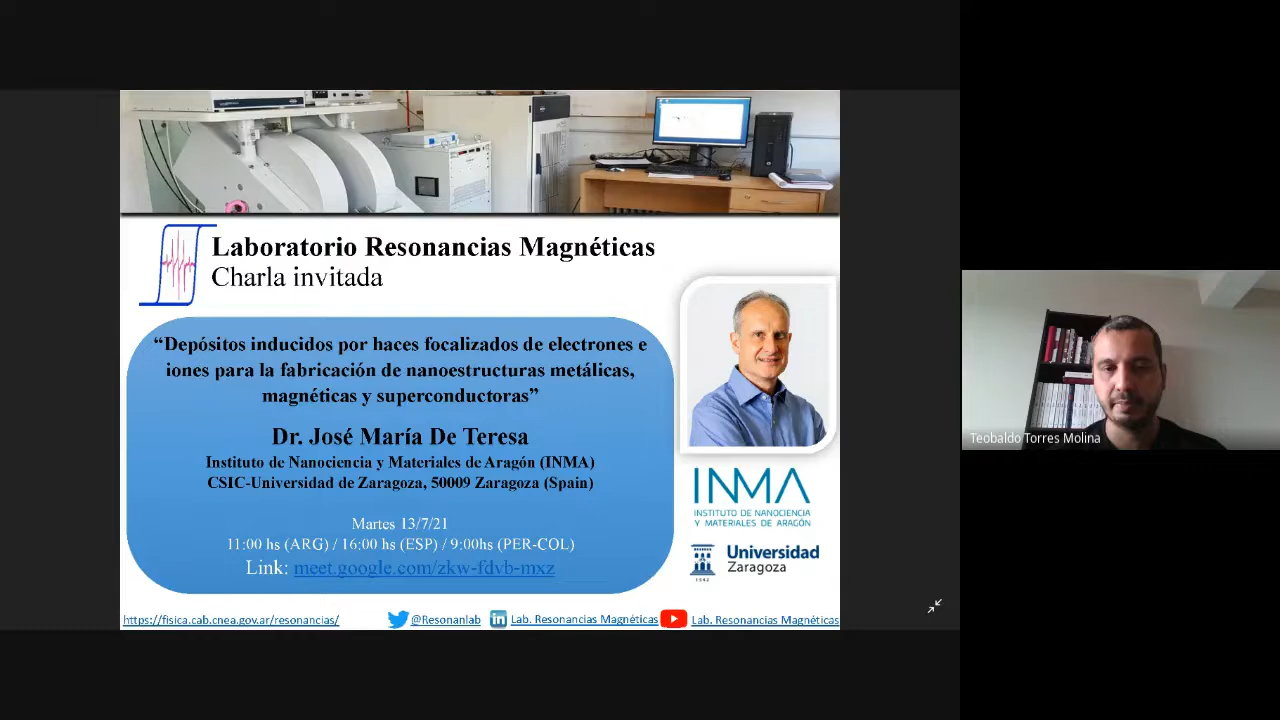 Laboratorio Resonancias Magnéticas
Charla invitada
“Depósitos inducidos por haces focalizados de electrones e
iones para la fabricación de nanoestructuras metálicas,
magnéticas y superconductoras”
Dr. José María De Teresa
Instituto de Nanociencia y Materiales de Aragón (INMA)
CSIC-Universidad de Zaragoza, 50009 Zaragoza (Spain)
Martes 13/7/21
11:00 hs (ARG) / 16:00 hs (ESP) / 9:00hs (PER-COL)
Link: meet.google.com/zkw-fdvb-mxz
INMA
INSTITUTO DE NANOCIENCIA
Y MATERIALES DE ARAGÓN
Universidad
Zaragoza
1542
https://fisica.cab.cnea.gov.ar/resonancias/
@Resonanlab
in
Lab. Resonancias Magnéticas
Lab. Resonancias Magnéticas
Teobaldo Torres Molina